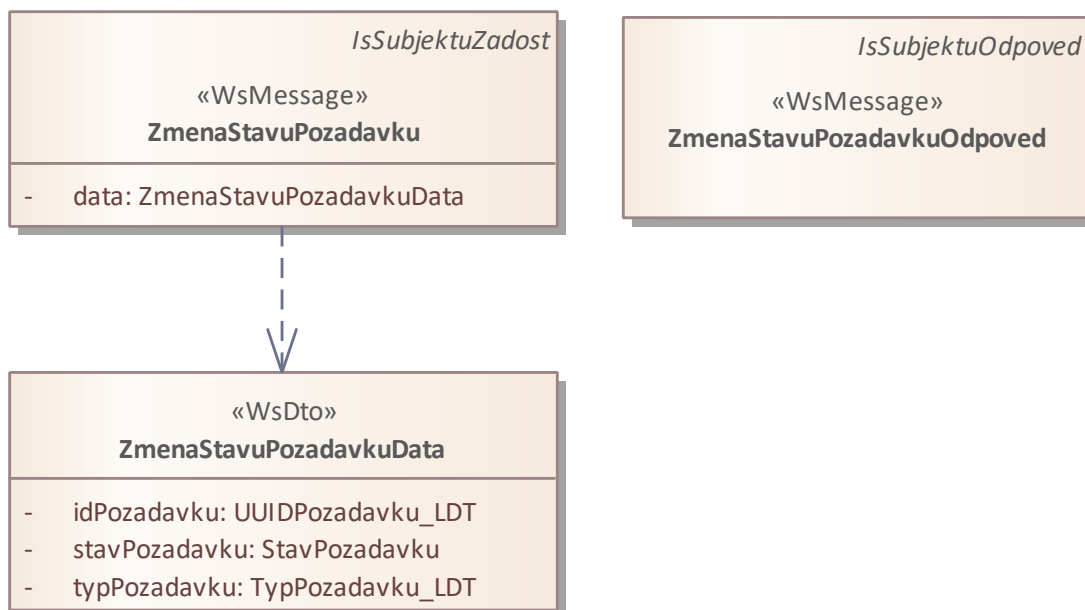 IsSubjektuZadost
«WsMessage»
ZmenaStavuPozadavku
- data: ZmenaStavuPozadavkuData
IsSubjektuOdpoved
«WsMessage»
ZmenaStavuPozadavkuOdpoved
«WsDto»
ZmenaStavuPozadavkuData
- idPozadavku: UUIDPozadavku_LDT
- stavPozadavku: StavPozadavku
- typPozadavku: TypPozadavku_LDT